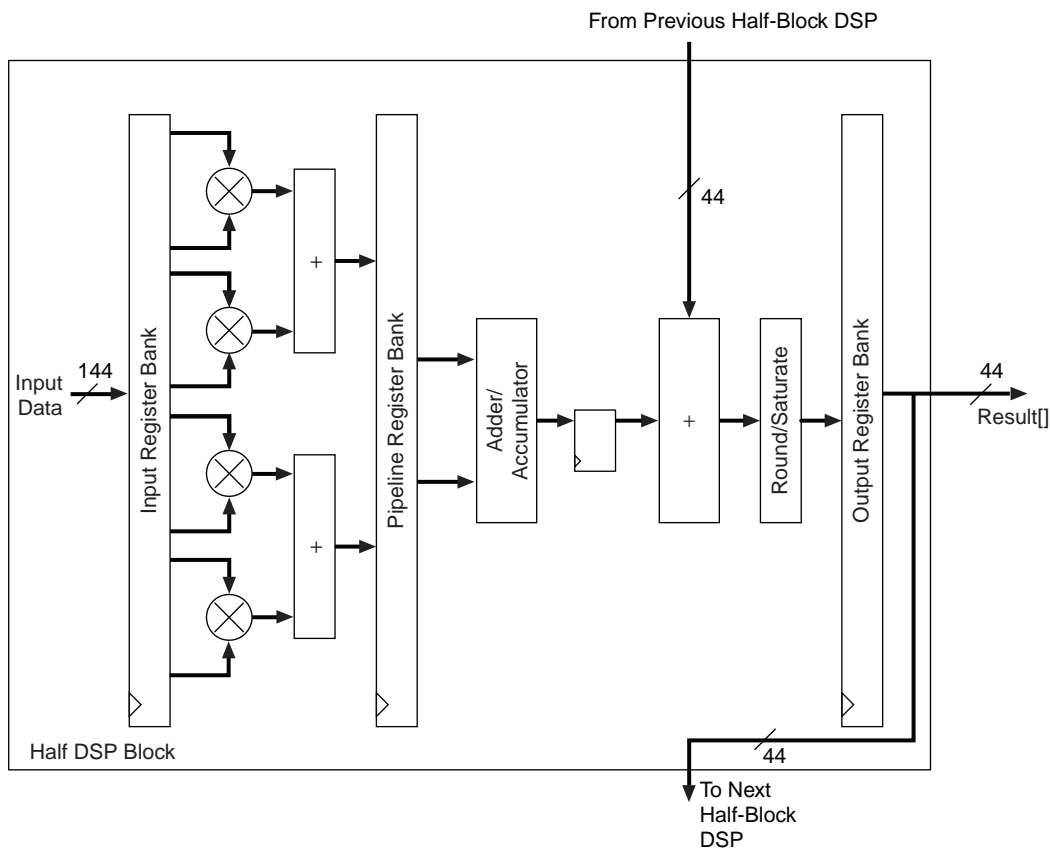 From Previous Half-Block DSP
44
Input
Data
144
Input Register Bank
+
+
Pipeline Register Bank
Adder/
Accumulator
+
Round/Saturate
Output Register Bank
44
Result[]
Half DSP Block
44
To Next
Half-Block
DSP